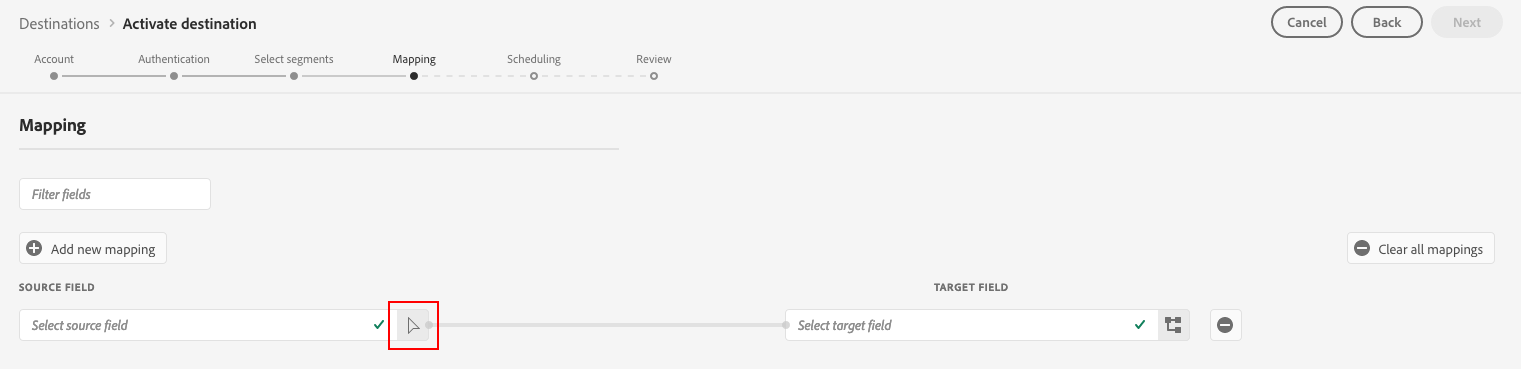 Destinations > Activate destination
Cancel Back Next
Account Authentication Select segments Mapping Scheduling Review
Mapping
Filter fields
Add new mapping Clear all mappings
SOURCE FIELD TARGET FIELD
Select source field Select target field